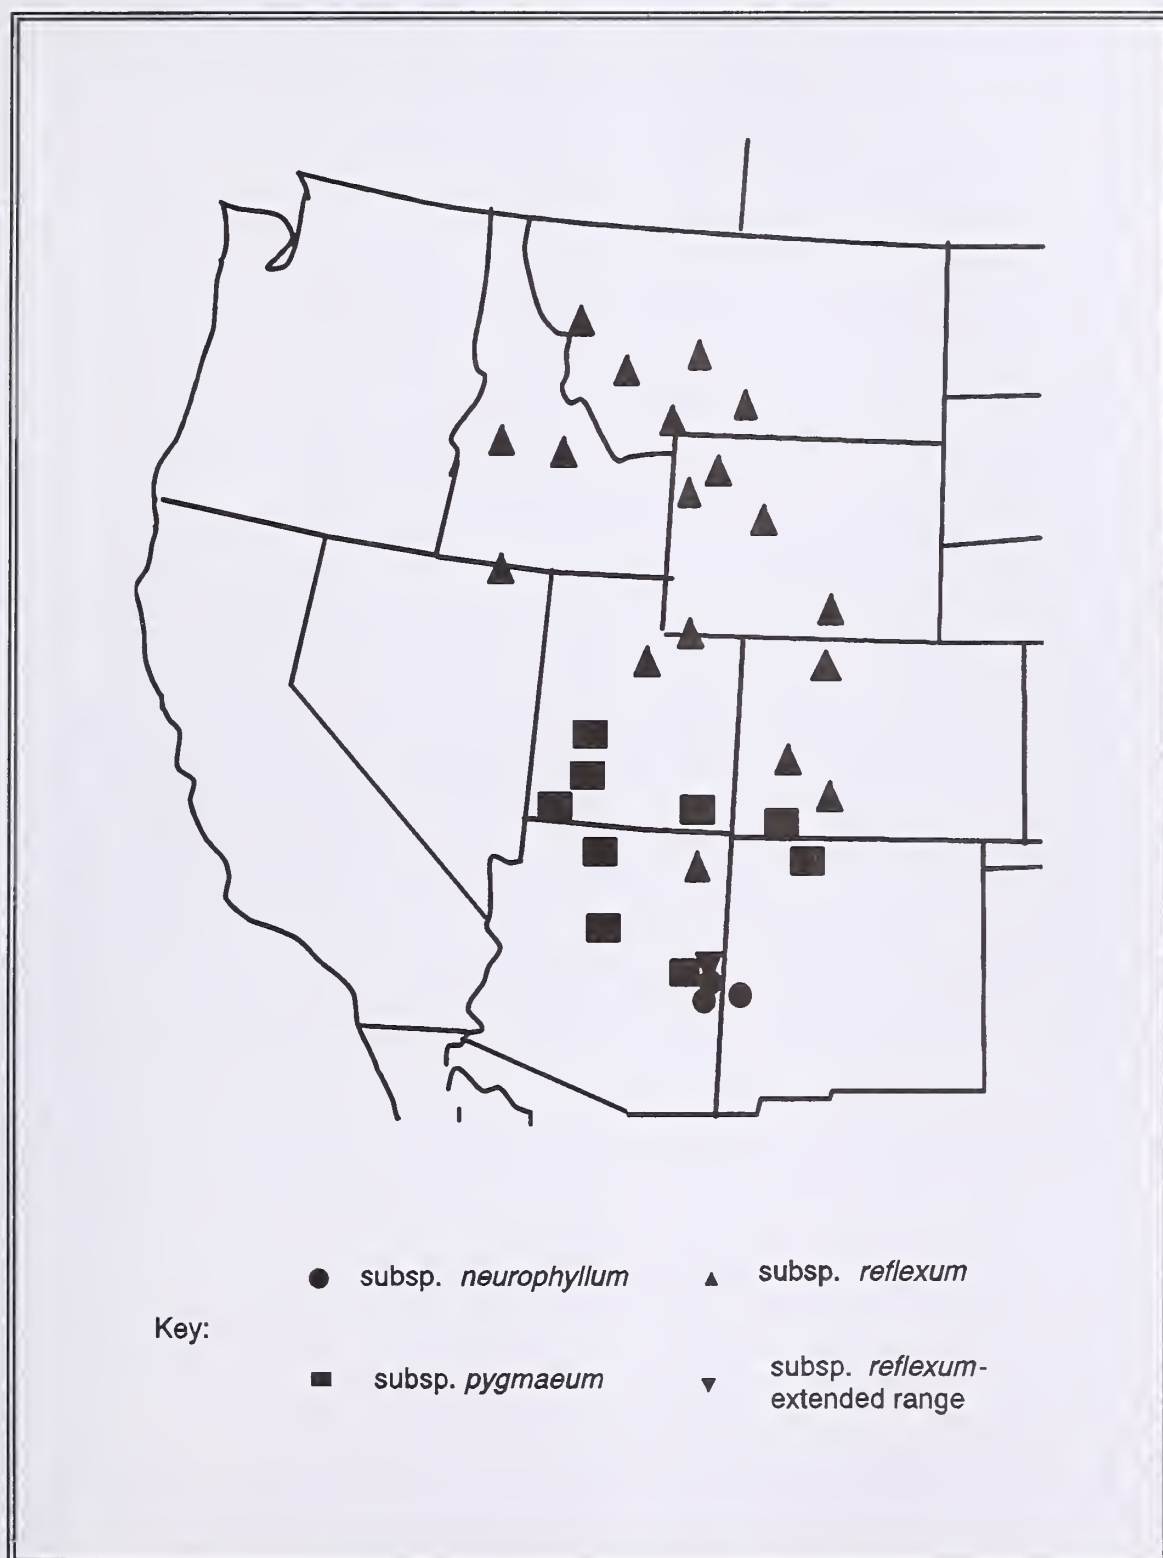 subsp. neurophyllum
subsp. reflexum
Key:
subsp. pygmaeum
subsp. reflexum-
extended range